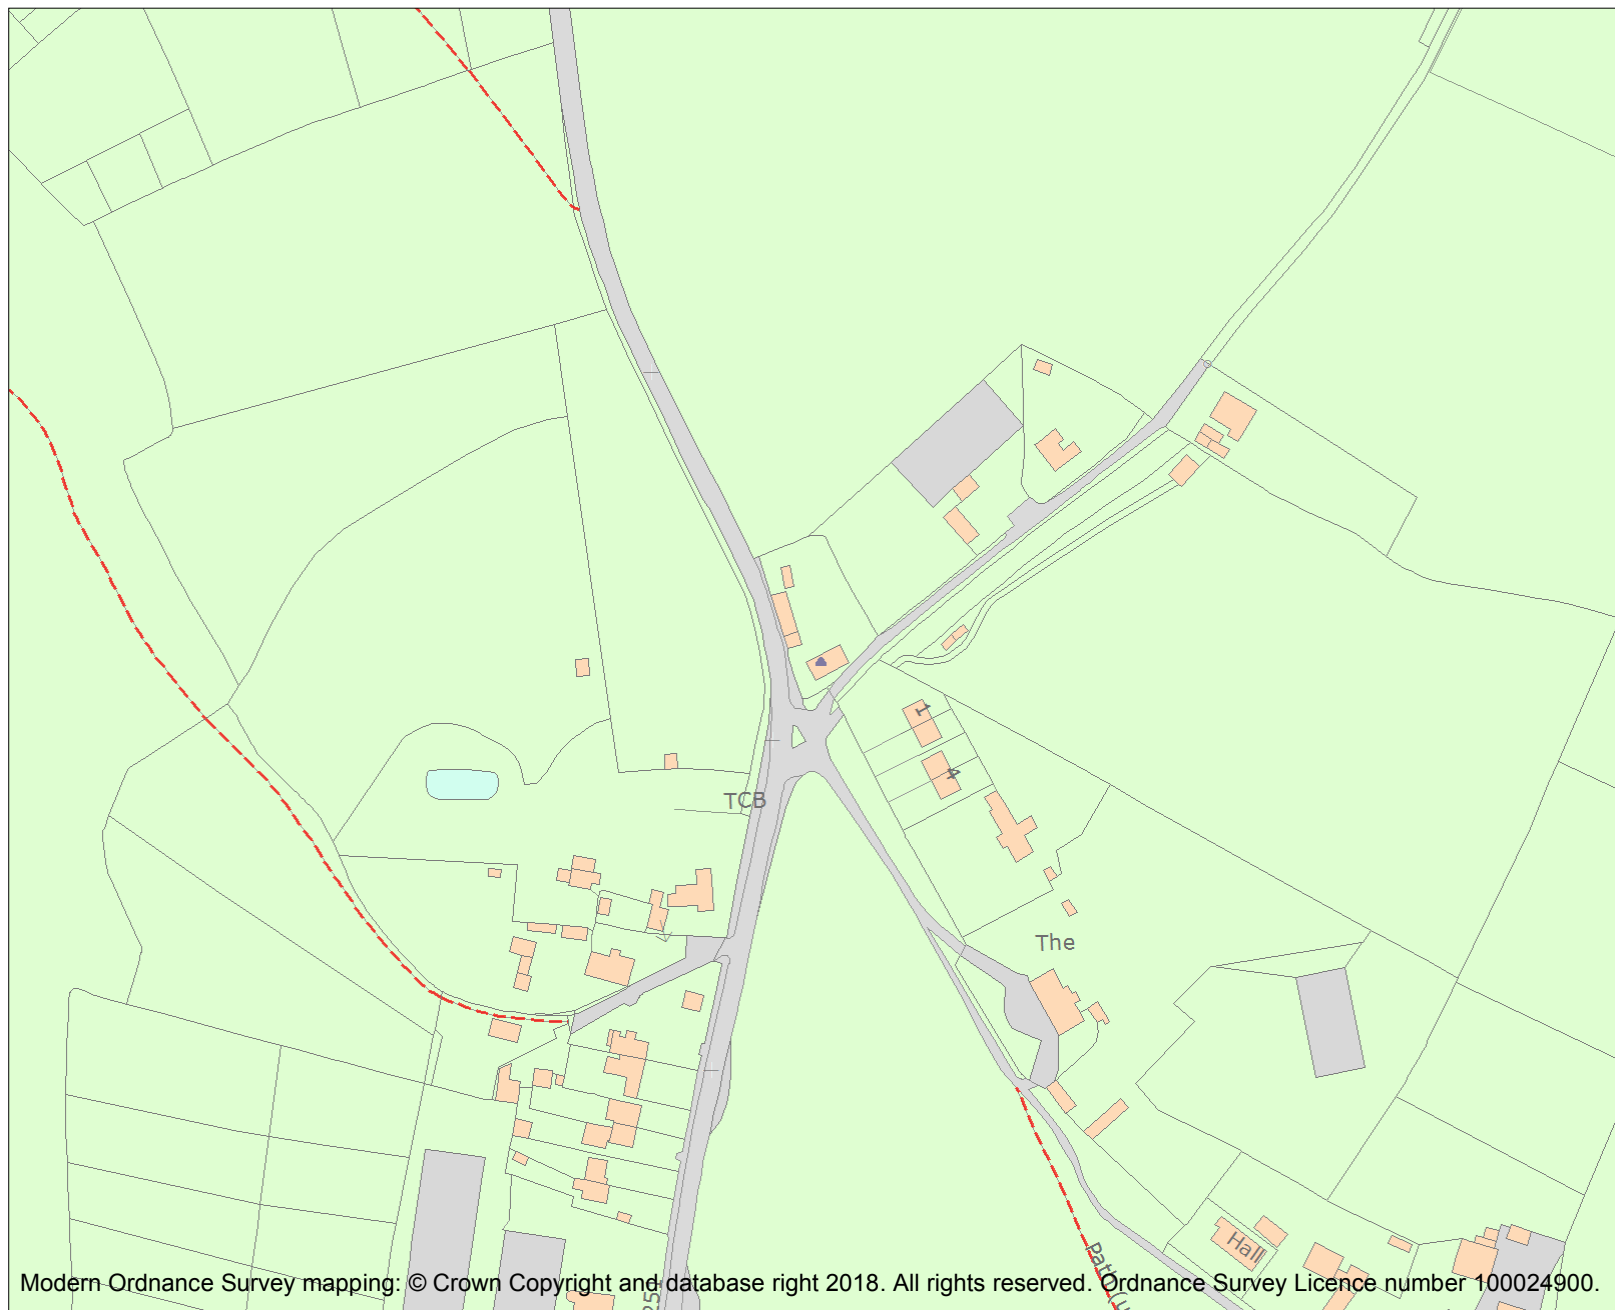 1
4
TCB
The
Hall
Path (u
Modern Ordnance Survey mapping: © Crown Copyright and database right 2018. All rights reserved. Ordnance Survey Licence number 100024900.